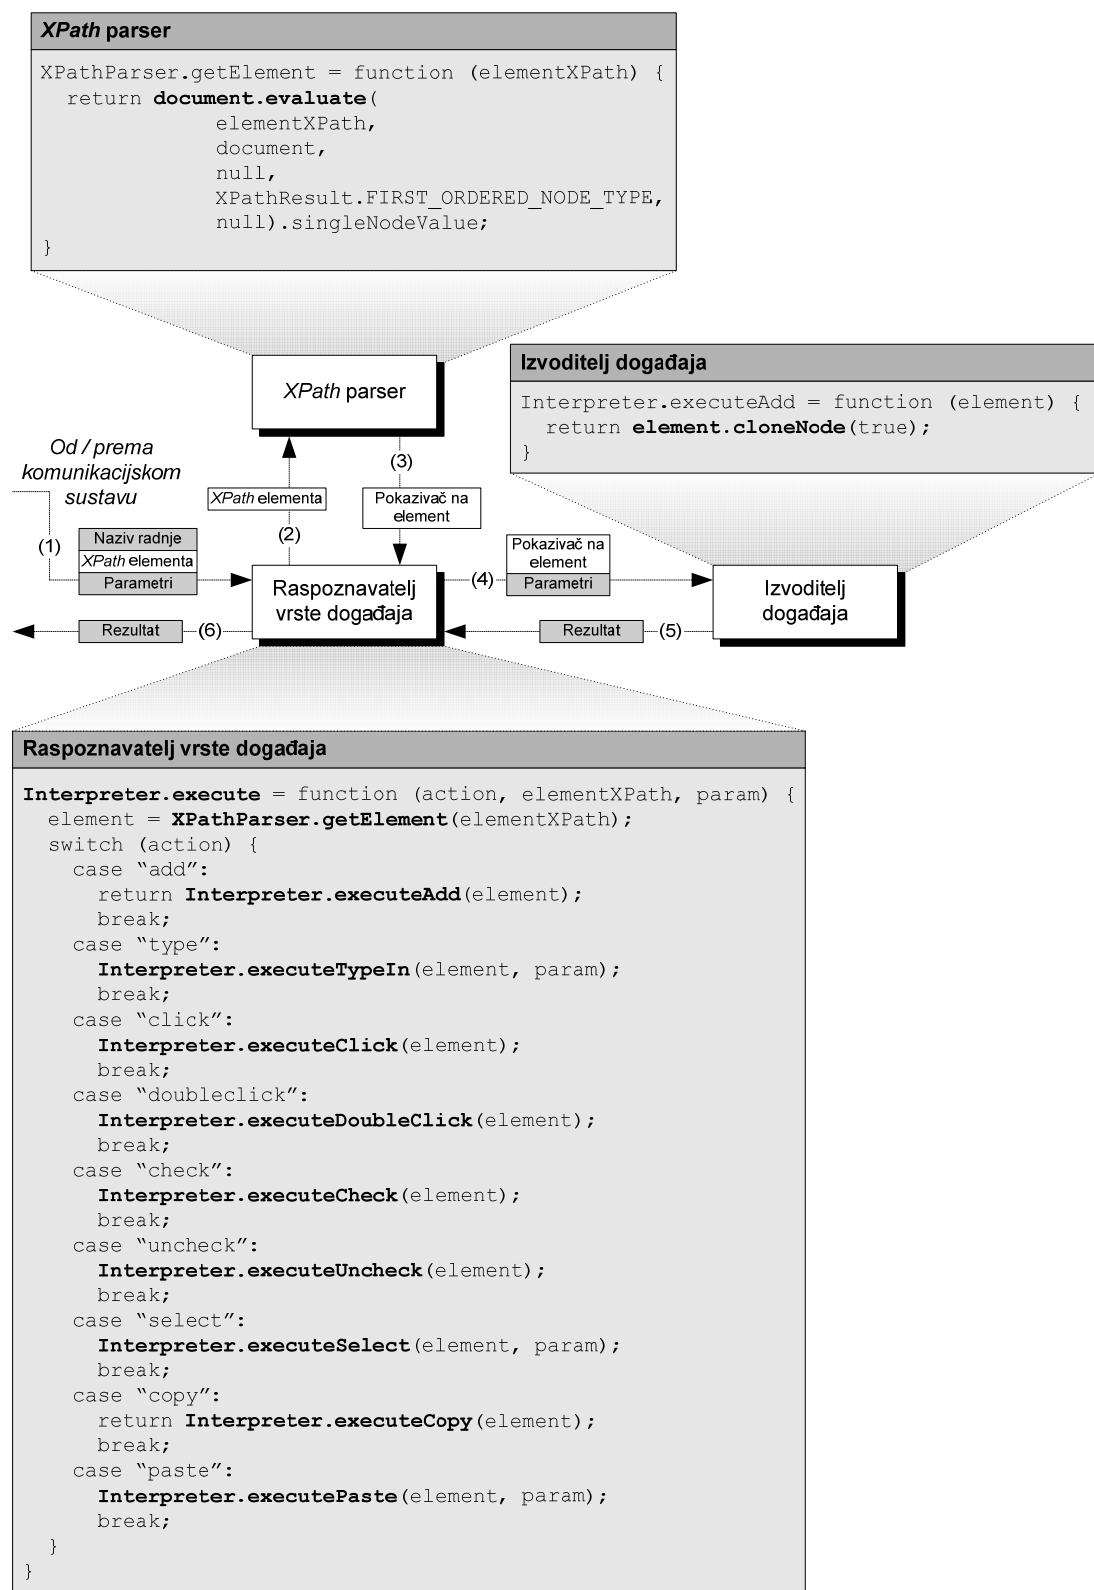 XPath parser
XPathParser.getElement = function (elementXPath) {
return document.evaluate(
elementXPath,
document,
null,
XPathResult.FIRST_ORDERED_NODE_TYPE,
null).singleNodeValue;
}
XPath parser
Izvoditelj događaja
Interpreter.executeAdd = function (element) {
return element.cloneNode(true);
}
Od / prema
komunikacijskom
sustavu
(1)
Naziv radnje
XPath elementa
Parametri
XPath elementa
(2)
(3)
Pokazivač na
element
Raspoznavatelj
vrste događaja
(4)
Pokazivač na
element
Parametri
Izvoditelj
događaja
Rezultat
(6)
Rezultat
(5)
Raspoznavatelj vrste događaja
Interpreter.execute = function (action, elementXPath, param) {
element = XPathParser.getElement(elementXPath);
switch (action) {
case “add”:
return Interpreter.executeAdd(element);
break;
case “type”:
Interpreter.executeTypeIn(element, param);
break;
case “click”:
Interpreter.executeClick(element);
break;
case “doubleclick”:
Interpreter.executeDoubleClick(element);
break;
case “check”:
Interpreter.executeCheck(element);
break;
case “uncheck”:
Interpreter.executeUncheck(element);
break;
case “select”:
Interpreter.executeSelect(element, param);
break;
case “copy”:
return Interpreter.executeCopy(element);
break;
case “paste”:
Interpreter.executePaste(element, param);
break;
}
}